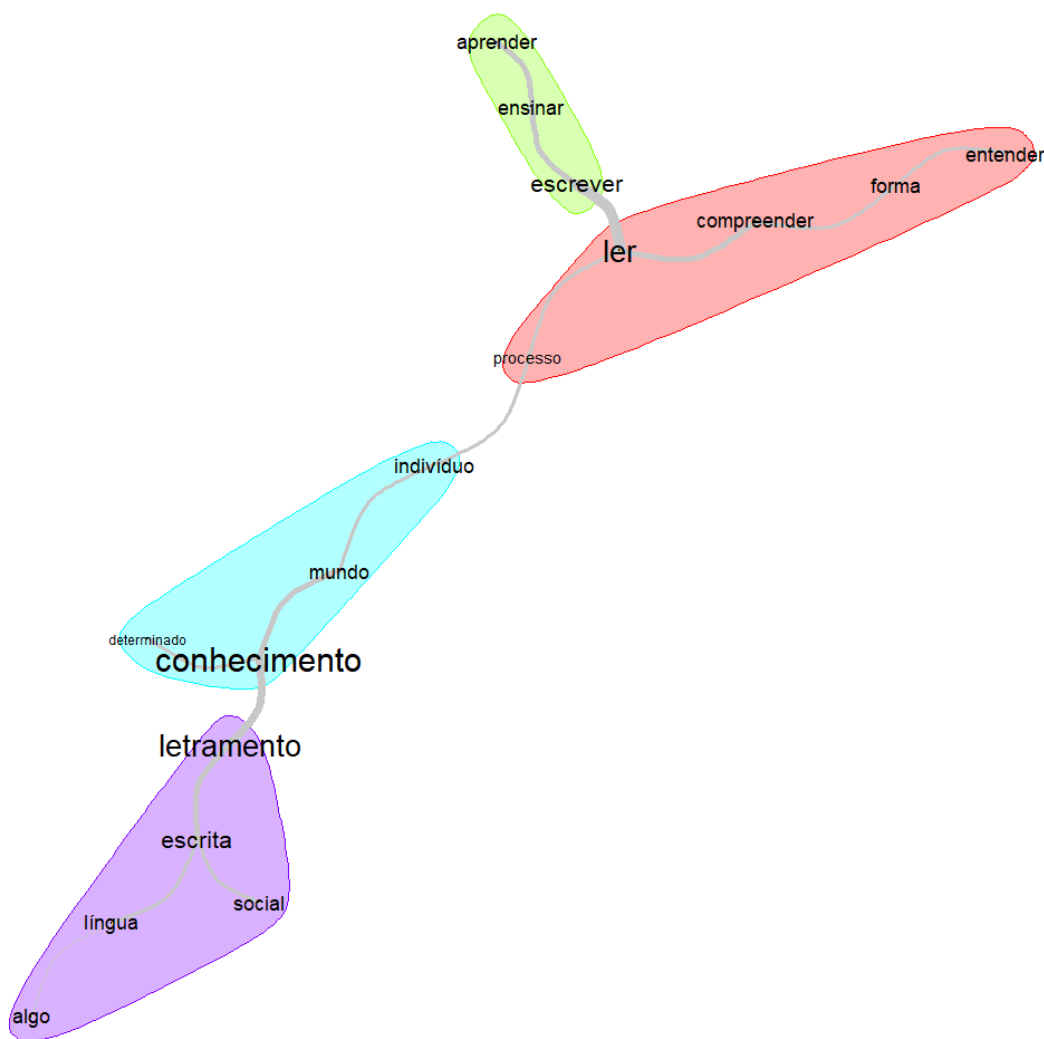 aprender
ensinar
escrever
entender
forma
compreender
ler
processo
indivíduo
mundo
determinado
conhecimento
letramento
escrita
social
língua
algo